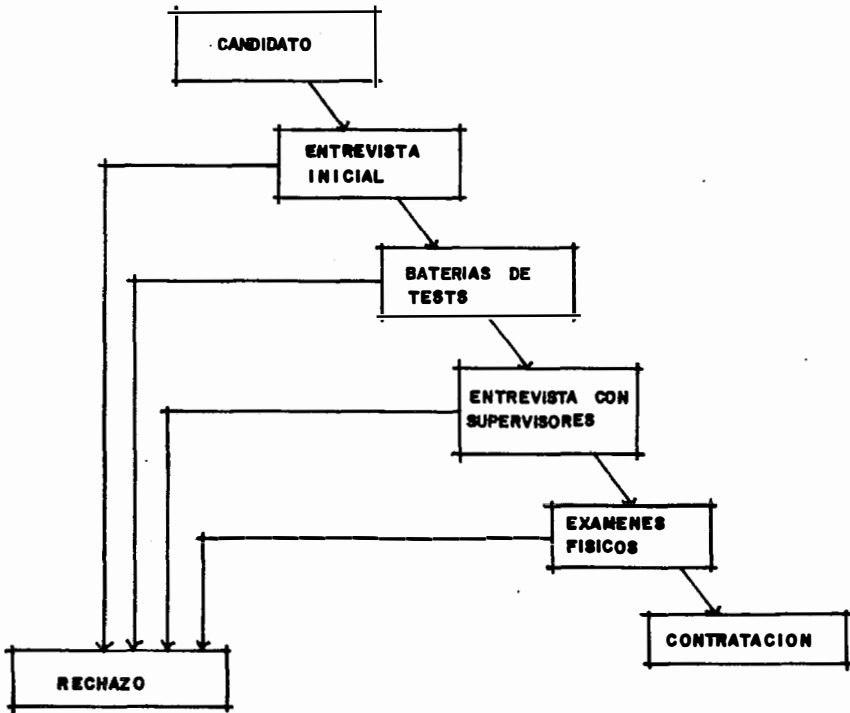 CANDIDATO
ENTREVISTA
INICIAL
BATERIAS DE
TESTS
ENTREVISTA CON
SUPERVISORES
EXAMENES
FISICOS
CONTRATACION
RECHAZO